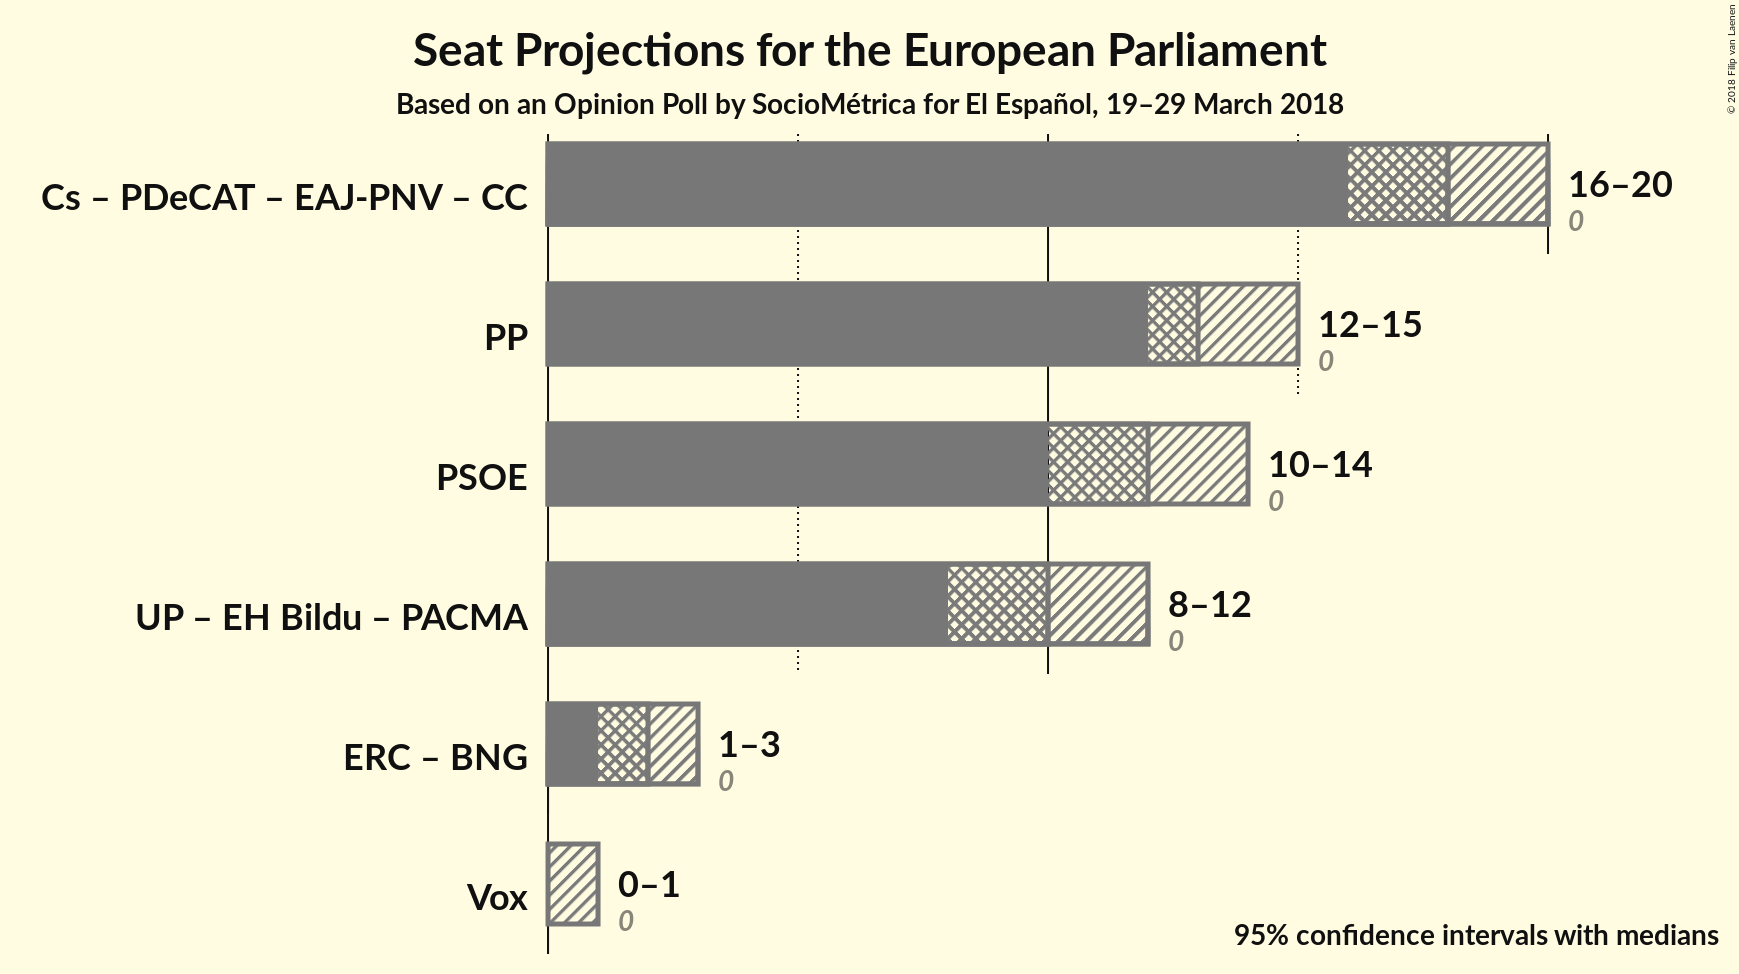 Seat Projections for the European Parliament
Based on an Opinion Poll by SocioMétrica for El Español, 19–29 March 2018
© 2018 Filip van Laenen
Cs – PDeCAT – EAJ-PNV – CC
16–20
0
PP
12–15
0
PSOE
10–14
0
UP – EH Bildu – PACMA
8–12
0
ERC – BNG
1–3
0
Vox
0–1
0
95% confidence intervals with medians